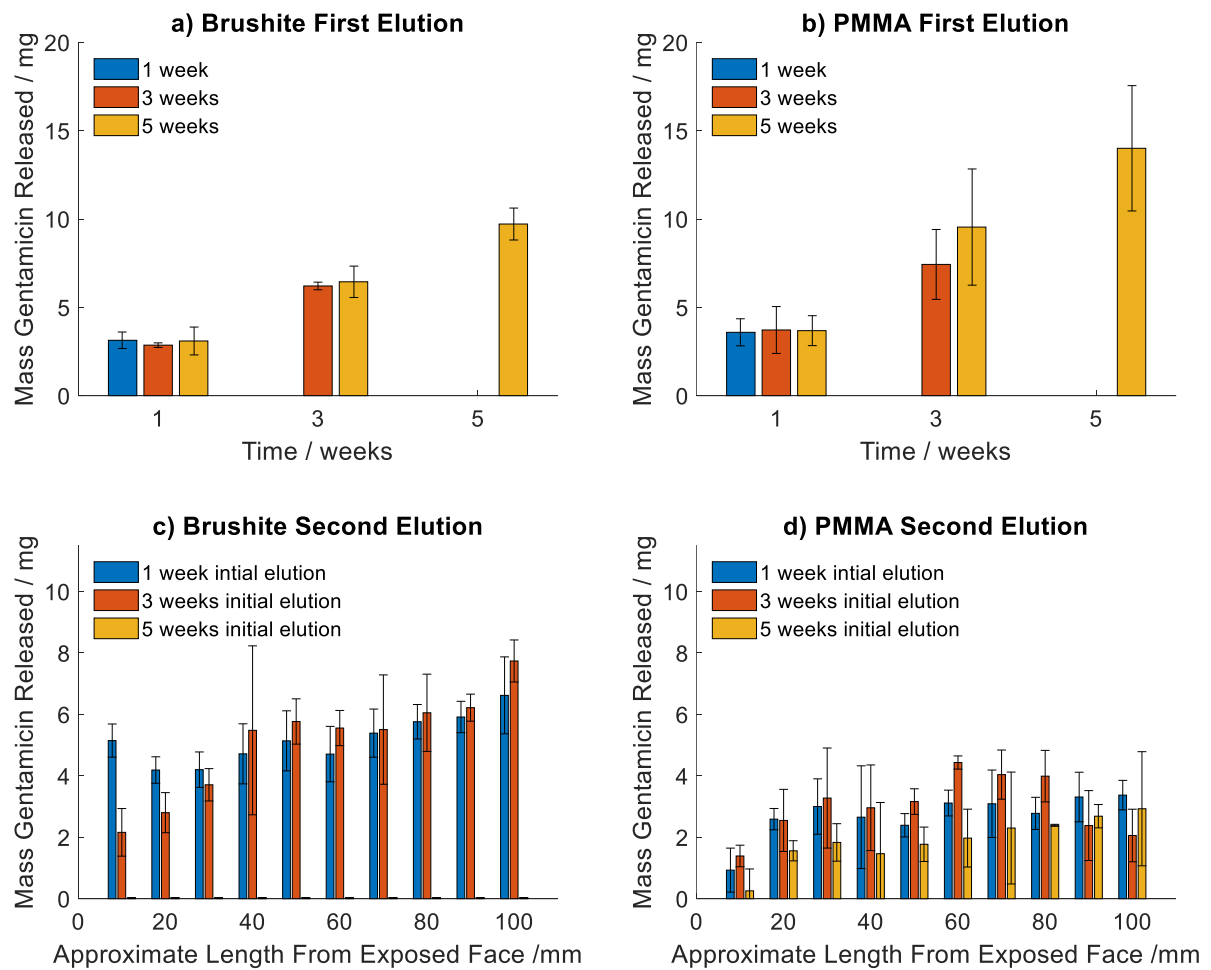 a) Brushite First Elution
Mass Gentamicin Released / mg
20
15
10
5
0
1 week
3 weeks
5 weeks
1 3 5
Time / weeks
b) PMMA First Elution
Mass Gentamicin Released / mg
20
15
10
5
0
1 week
3 weeks
5 weeks
1 3 5
Time / weeks
c) Brushite Second Elution
Mass Gentamicin Released / mg
10
8
6
4
2
0
1 week intial elution
3 weeks initial elution
5 weeks initial elution
0 20 40 60 80 100
Approximate Length From Exposed Face /mm
d) PMMA Second Elution
Mass Gentamicin Released / mg
10
8
6
4
2
0
1 week intial elution
3 weeks initial elution
5 weeks initial elution
0 20 40 60 80 100
Approximate Length From Exposed Face /mm